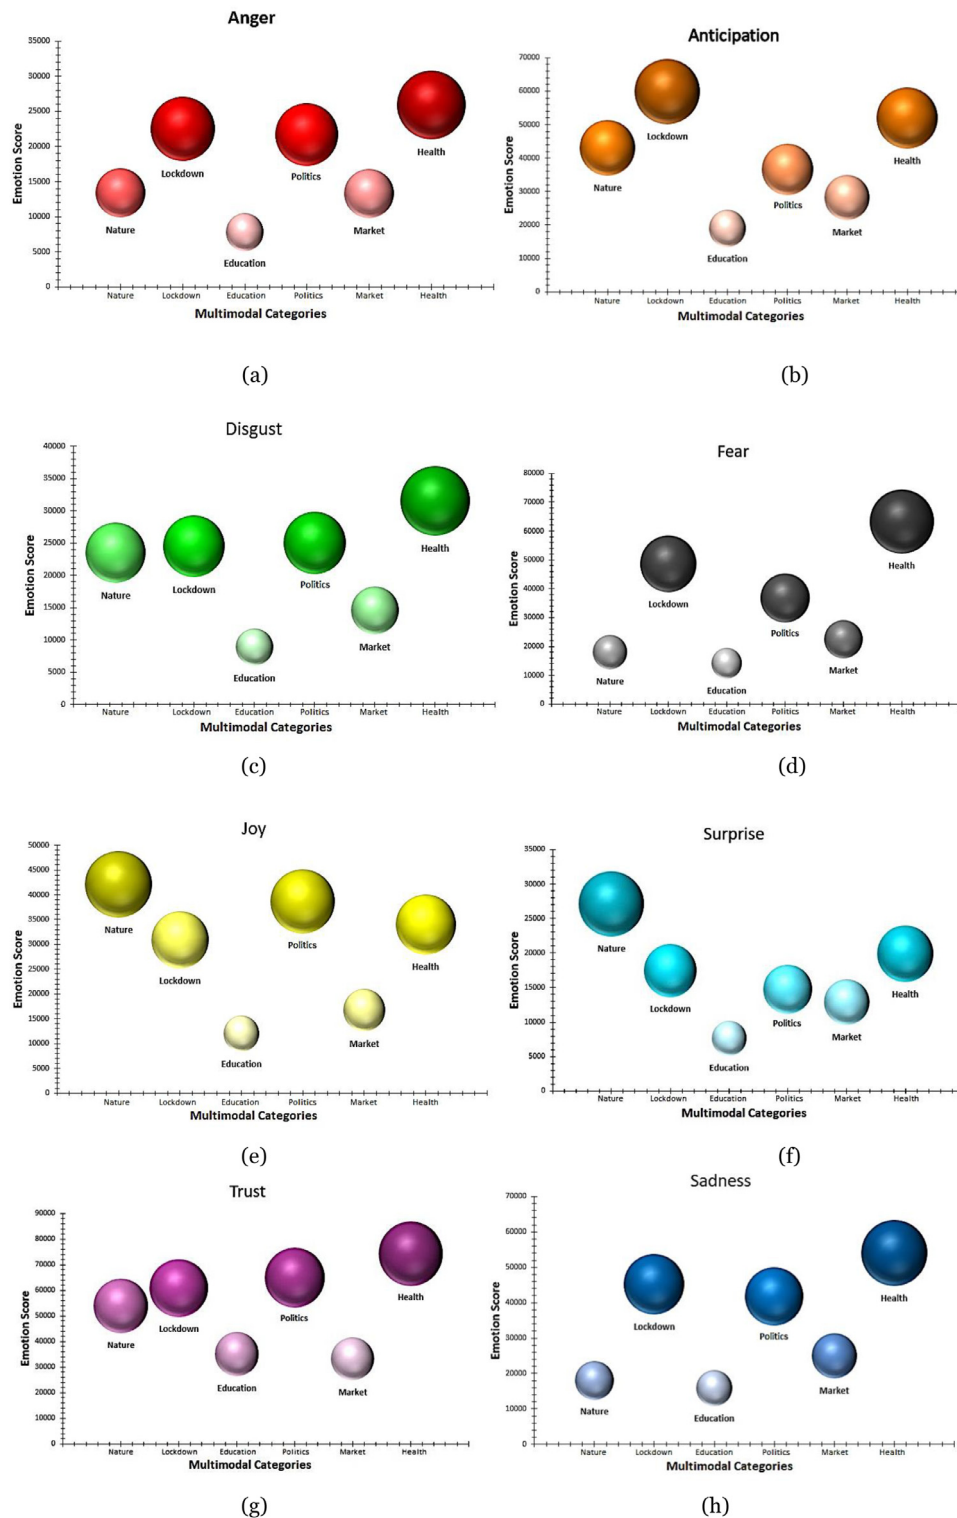 Anger
Emotion Score
35000
30000
25000
20000
15000
10000
5000
0
Nature
Lockdown
Education
Politics
Market
Health
Nature Lockdown Education Politics Market Health
Multimodal Categories
(a)
Anticipation
Emotion Score
70000
60000
50000
40000
30000
20000
10000
0
Nature
Lockdown
Education
Politics
Market
Health
Nature Lockdown Education Politics Market Health
Multimodal Categories
(b)
Disgust
Emotion Score
40000
35000
30000
25000
20000
15000
10000
5000
0
Nature
Lockdown
Education
Politics
Market
Health
Nature Lockdown Education Politics Market Health
Multimodal Categories
(c)
Fear
Emotion Score
80000
70000
60000
50000
40000
30000
20000
10000
0
Nature
Lockdown
Education
Politics
Market
Health
Nature Lockdown Education Politics Market Health
Multimodal Categories
(d)
Joy
Emotion Score
50000
45000
40000
35000
30000
25000
20000
15000
10000
5000
0
Nature
Lockdown
Education
Politics
Market
Health
Nature Lockdown Education Politics Market Health
Multimodal Categories
(e)
Surprise
Emotion Score
35000
30000
25000
20000
15000
10000
5000
0
Nature
Lockdown
Education
Politics
Market
Health
Nature Lockdown Education Politics Market Health
Multimodal Categories
(f)
Trust
Emotion Score
90000
80000
70000
60000
50000
40000
30000
20000
10000
0
Nature
Lockdown
Education
Politics
Market
Health
Nature Lockdown Education Politics Market Health
Multimodal Categories
(g)
Sadness
Emotion Score
70000
60000
50000
40000
30000
20000
10000
0
Nature
Lockdown
Education
Politics
Market
Health
Nature Lockdown Education Politics Market Health
Multimodal Categories
(h)